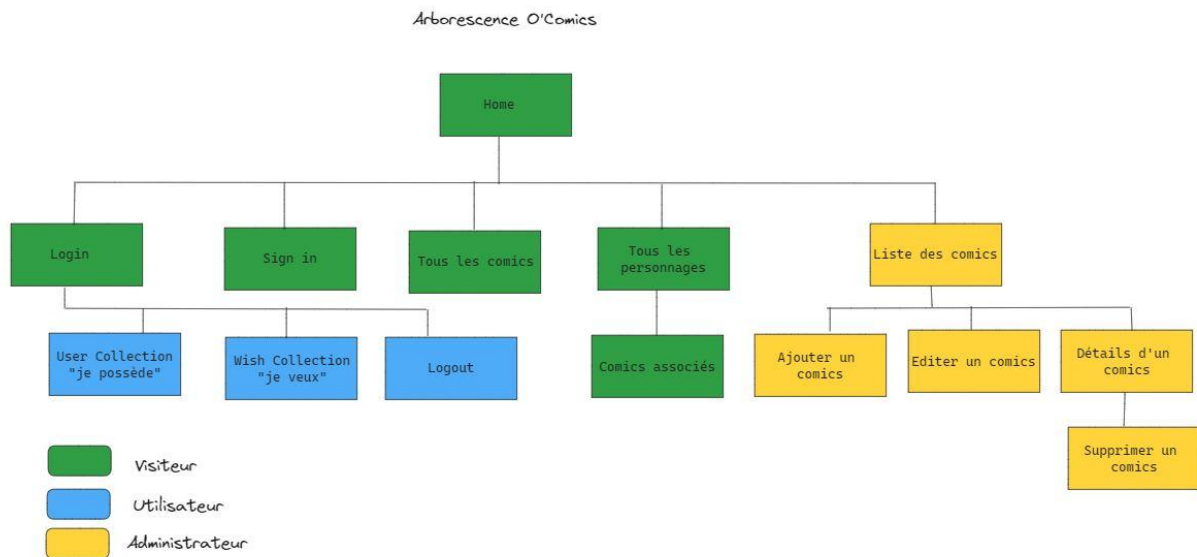 Arborescence O'Comics
Home
Login
Sign in
Tous les comics
Tous les
personnages
Liste des comics
User Collection
"je possède"
Wish Collection
"je veux"
Logout
Comics associés
Ajouter un
comics
Editer un comics
Détails d'un
comics
Supprimer un
comics
Visiteur
Utilisateur
Administrateur